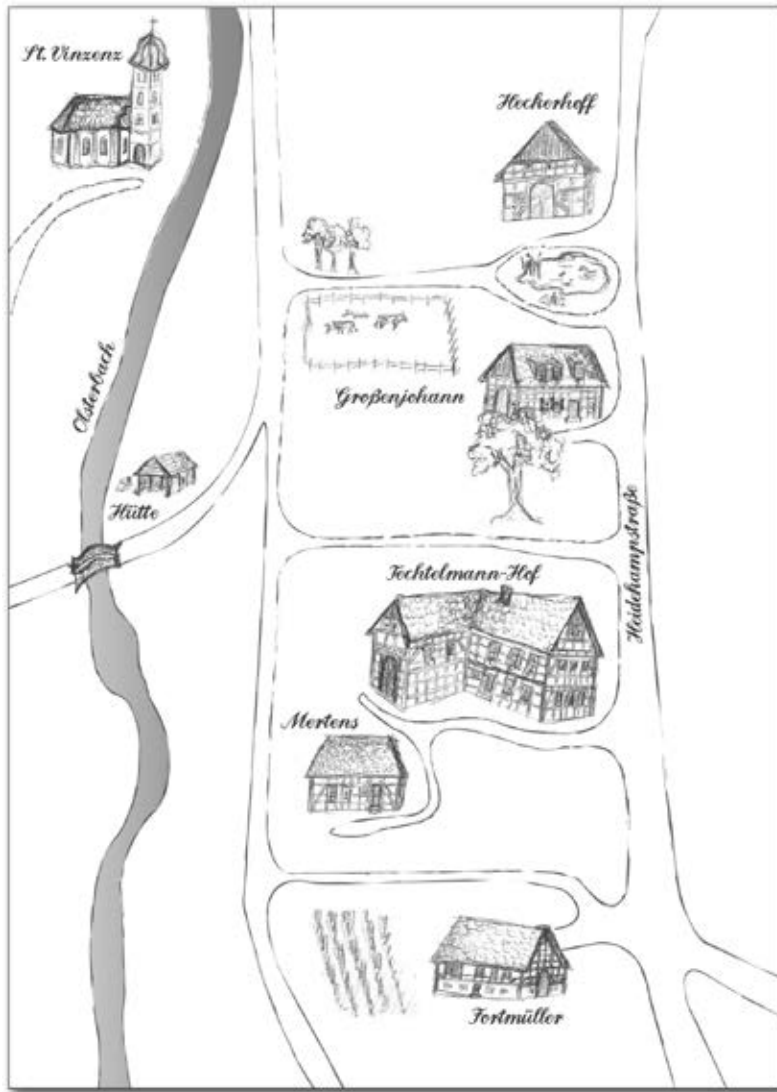 St. Vinzenz
Heckerhoff
Olsterbach
Großenjohann
Hütte
Heidekampstraße
Fechtelmann-Hof
Mertens
Fortmüller